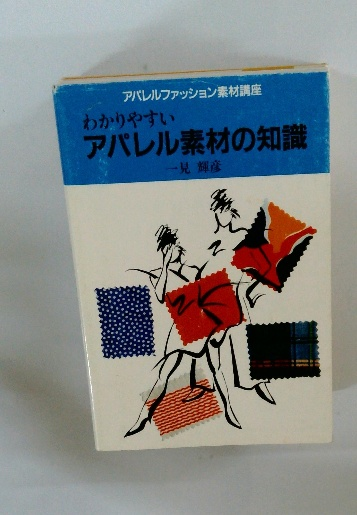 アパレルファッション素材講座
わかりやすい
アパレル素材の知識
一見 輝彦